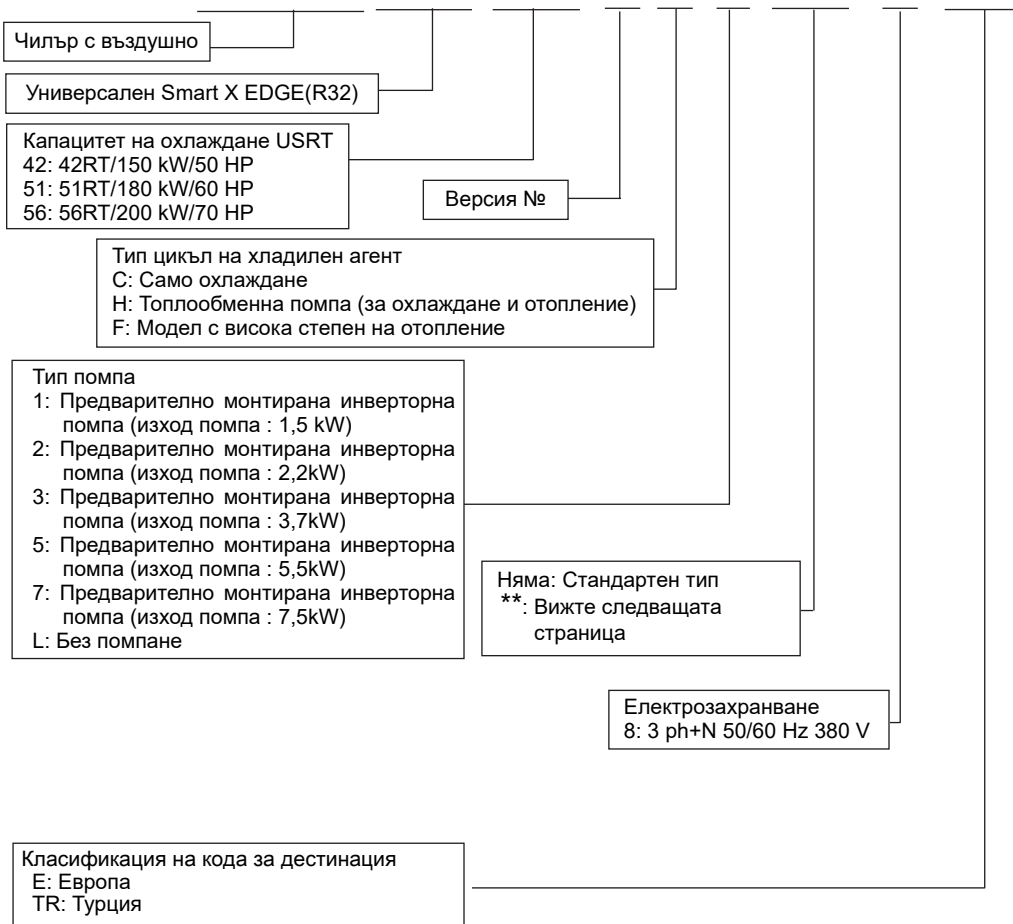 Чилър с въздушно
Универсален Smart X EDGE(R32)
Капацитет на охлаждане USRT
42: 42RT/150 kW/50 HP
51: 51RT/180 kW/60 HP
56: 56RT/200 kW/70 HP
Версия №
Тип цикъл на хладилен агент
C: Само охлаждане
H: Топлообменна помпа (за охлаждане и отопление)
F: Модел с висока степен на отопление
Тип помпа
1: Предварително монтирана инверторна
помпа (изход помпа : 1,5 kW)
2: Предварително монтирана инверторна
помпа (изход помпа : 2,2kW)
3: Предварително монтирана инверторна
помпа (изход помпа : 3,7kW)
5: Предварително монтирана инверторна
помпа (изход помпа : 5,5kW)
7: Предварително монтирана инверторна
помпа (изход помпа : 7,5kW)
L: Без помпане
Няма: Стандартен тип
**: Вижте следващата
страница
Електрозахранване
8: 3 ph+N 50/60 Hz 380 V
Класификация на кода за дестинация
E: Европа
TR: Турция